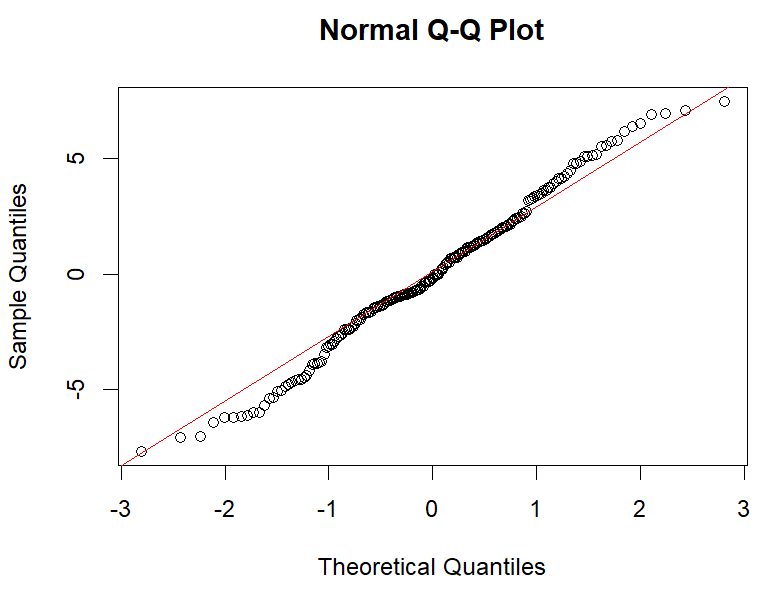 Normal Q-Q Plot
5
0
-5
Sample Quantiles
-3 -2 -1 0 1 2 3
Theoretical Quantiles